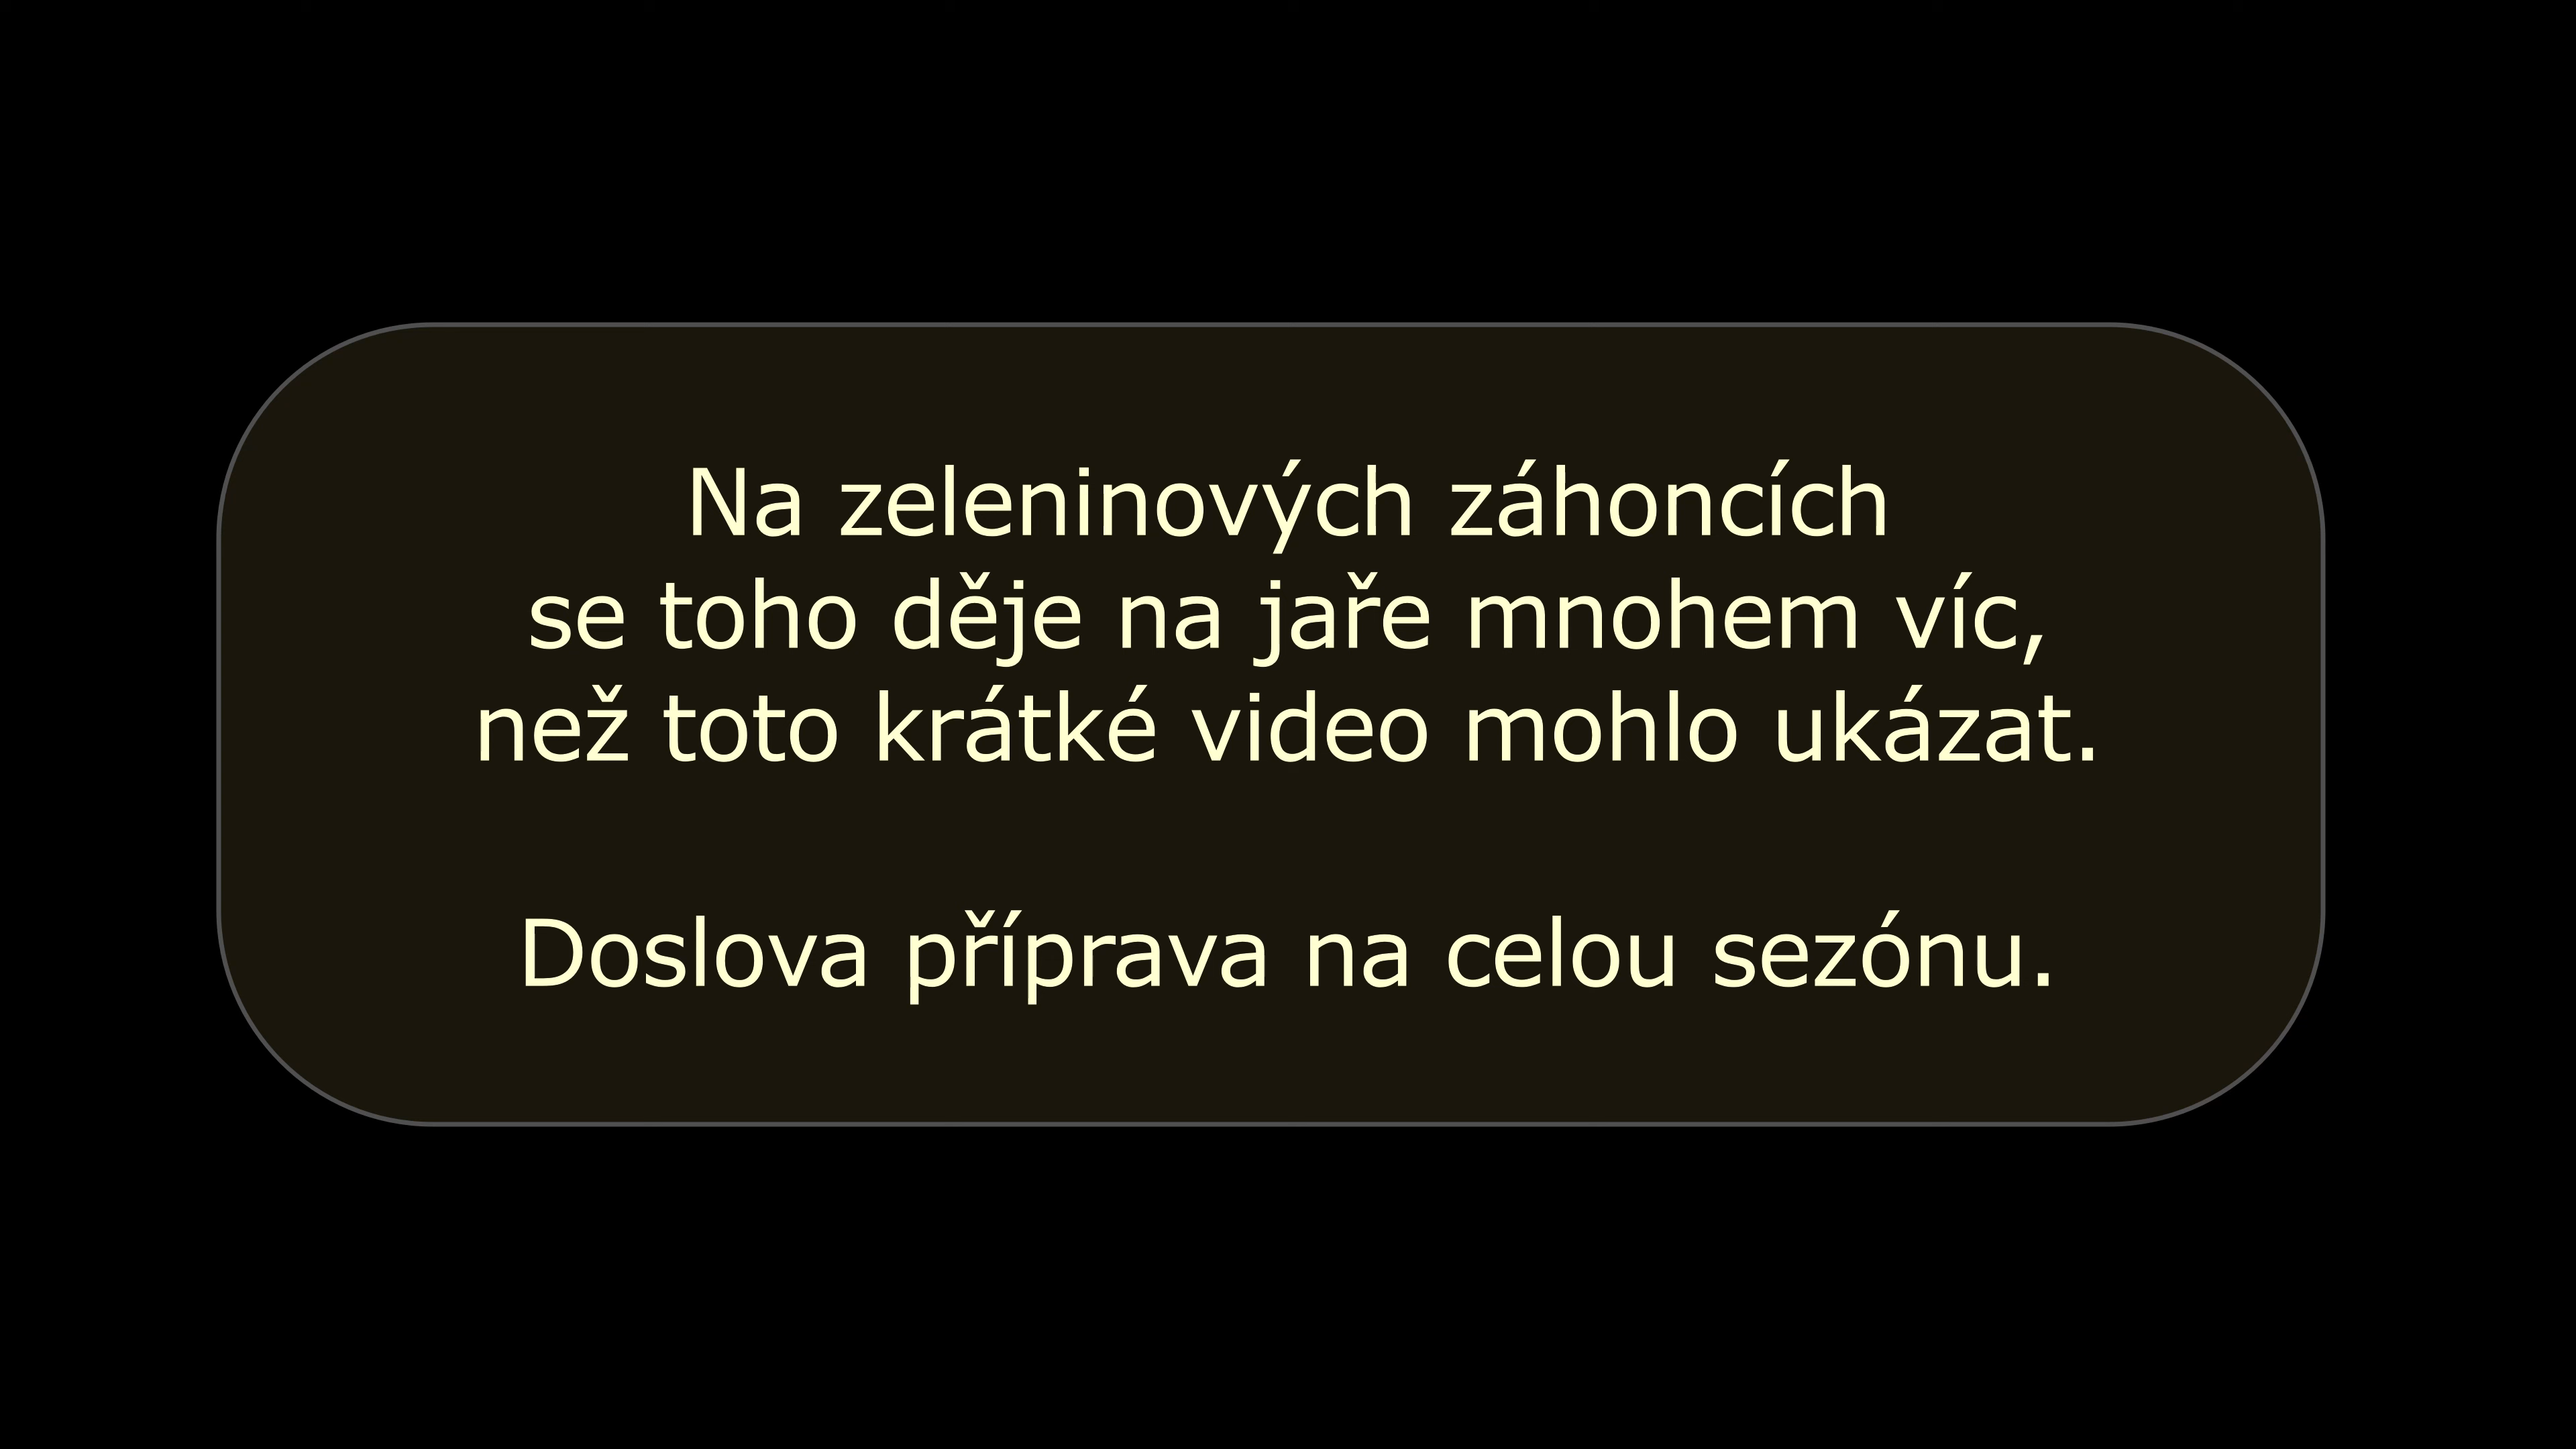 Na zeleninových záhoncích
se toho děje na jaře mnohem víc,
než toto krátké video mohlo ukázat.
Doslova příprava na celou sezónu.